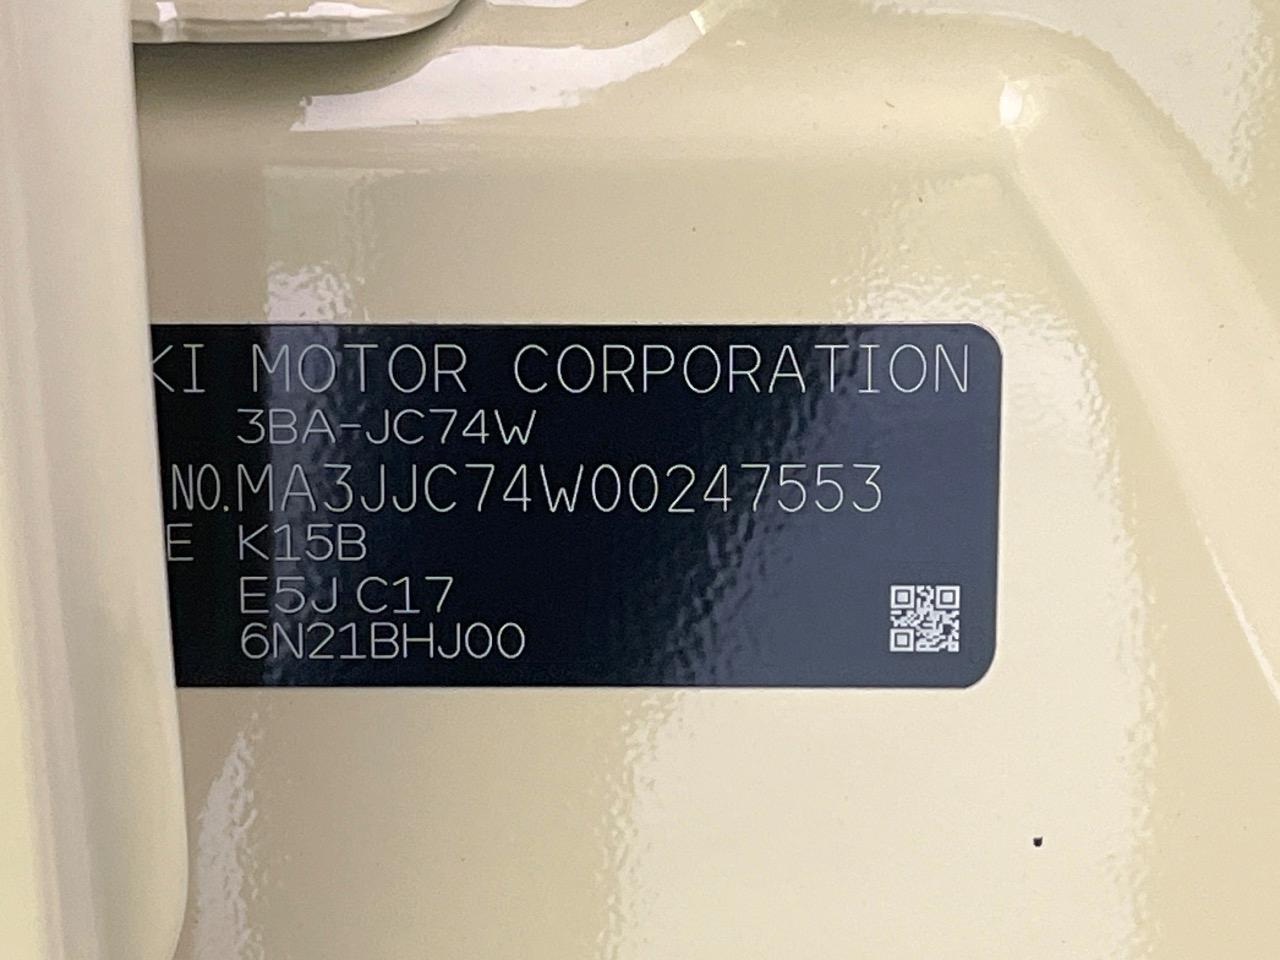 KI MOTOR CORPORATION
3BA-JC74W
NO.MA3JJC74W00247553
E K15B
E5J C17
6N21BHJ00